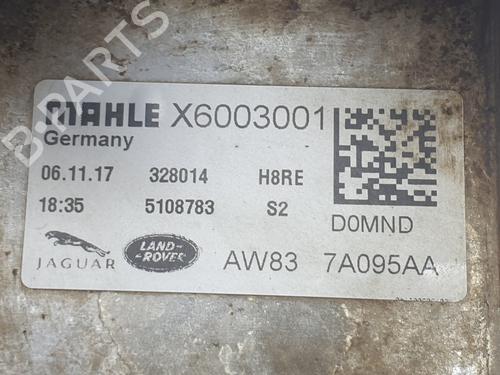 MAHLE X6003001
Germany
06.11.17 328014 H8RE
18:35 5108783 S2
D0MND
JAGUAR
LAND-ROVER
AW83 7A095AA
B-PARTS